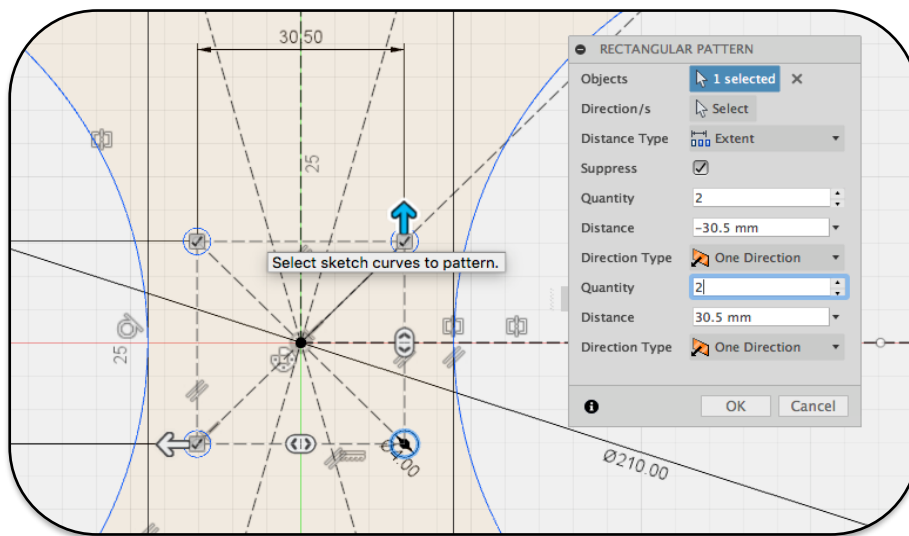 30.50
25
Select sketch curves to pattern.
25
Ø210.00
RECTANGULAR PATTERN
Objects 1 selected
Direction/s Select
Distance Type Extent
Suppress
Quantity 2
Distance -30.5 mm
Direction Type One Direction
Quantity 2
Distance 30.5 mm
Direction Type One Direction
OK Cancel